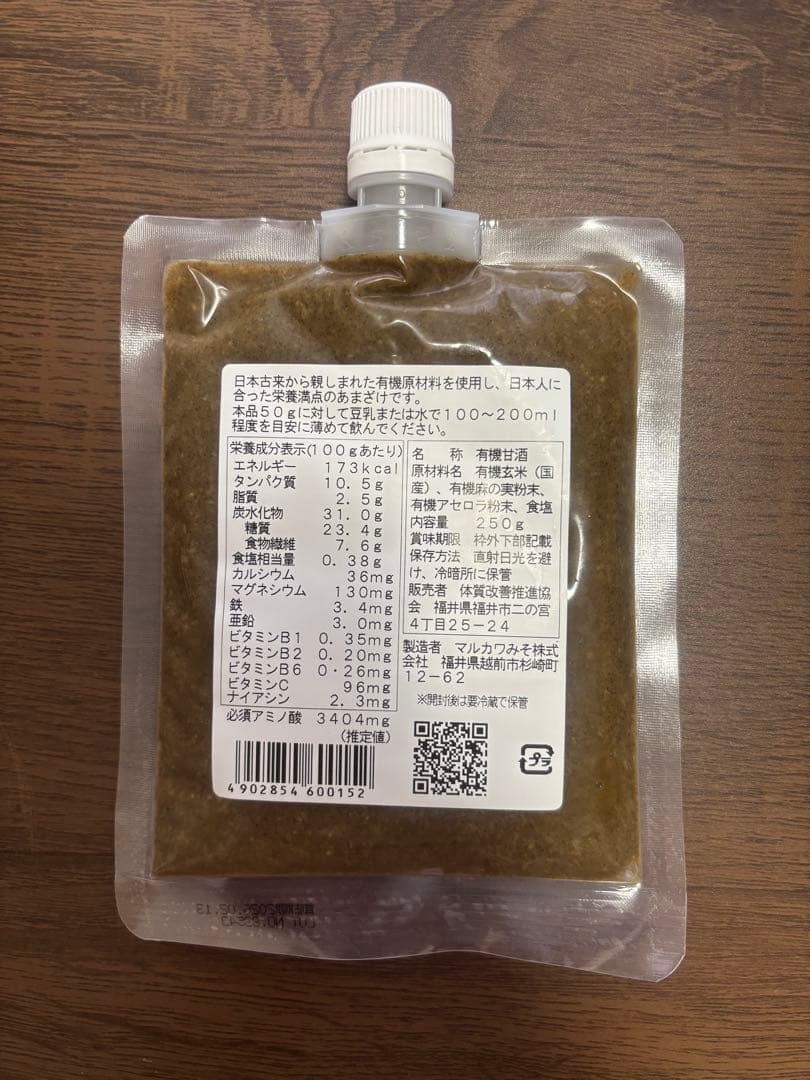 日本古来から親しまれた有機原材料を使用し、日本人に
合った栄養満点のあまざけです。
本品50gに対して豆乳または水で100～200ml
程度を目安に薄めて飲んでください。
栄養成分表示(100gあたり)
エネルギー 173kcal
タンパク質 10.5g
脂質 2.5g
炭水化物 31.0g
糖質 23.4g
食物繊維 7.6g
食塩相当量 0.38g
カルシウム 36mg
マグネシウム 130mg
鉄 3.4mg
亜鉛 3.0mg
ビタミンB1 0.35mg
ビタミンB2 0.20mg
ビタミンB6 0·26mg
ビタミンC 96mg
ナイアシン 2.3mg
必須アミノ酸 3404mg
(推定値)
名 称 有機甘酒
原材料名 有機玄米（国
産）、有機麻の実粉末、
有機アセロラ粉末、食塩
内容量 250g
賞味期限 枠外下部記載
保存方法 直射日光を避
け、冷暗所に保管
販売者 体質改善推進協
会 福井県福井市二の宮
4丁目25－24
製造者 マルカワみそ株式
会社 福井県越前市杉崎町
12－62
※開封後は要冷蔵で保管
プラ
4902854600152
賞味期限2026.02.13